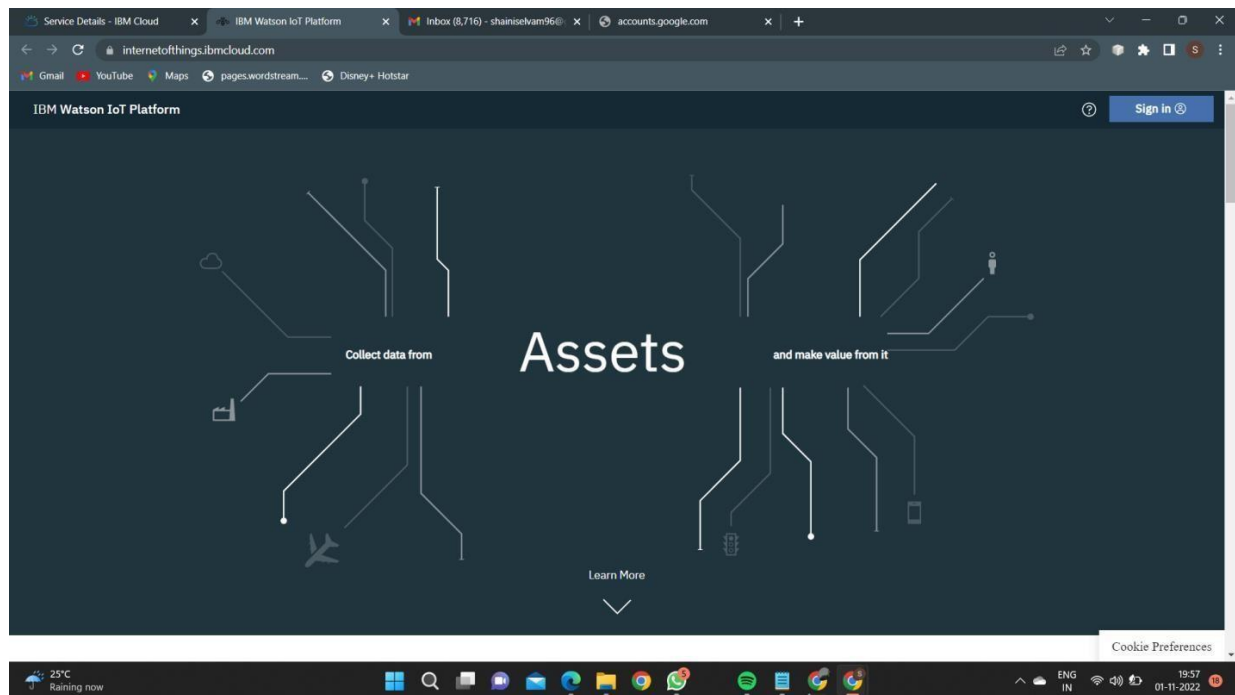 Service Details - IBM Cloud
IBM Watson IoT Platform
Inbox (8,716) - shainiselvam96@
accounts.google.com
internetofthings.ibmcloud.com
S
Gmail
YouTube
Maps
pages.wordstream....
Disney+ Hotstar
IBM Watson IoT Platform
Sign in
Collect data from
Assets
and make value from it
Learn More
Cookie Preferences
25°C
Raining now
ENG
IN
19:57
01-11-2022
18